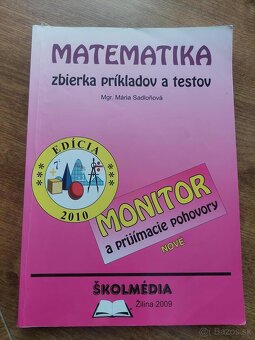 MATEMATIKA
zbierka príkladov a testov
Mgr. Mária Sadloňová
EDÍCIA
2010
MONITOR
a prijímacie pohovory
NOVÉ
ŠKOLMÉDIA
Žilina 2009
Bazos.sk